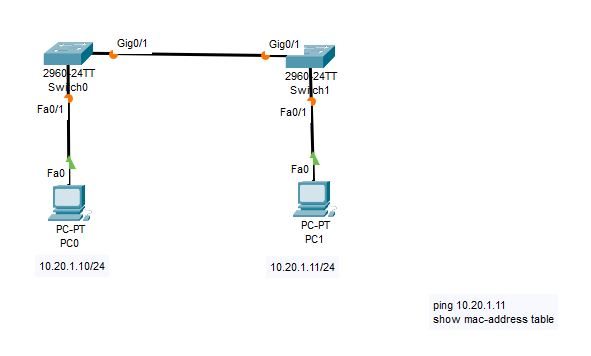 Gig0/1
Gig0/1
2960-24TT
Switch0
2960-24TT
Switch1
Fa0/1
Fa0/1
Fa0
Fa0
PC-PT
PC0
PC-PT
PC1
10.20.1.10/24
10.20.1.11/24
ping 10.20.1.11
show mac-address table